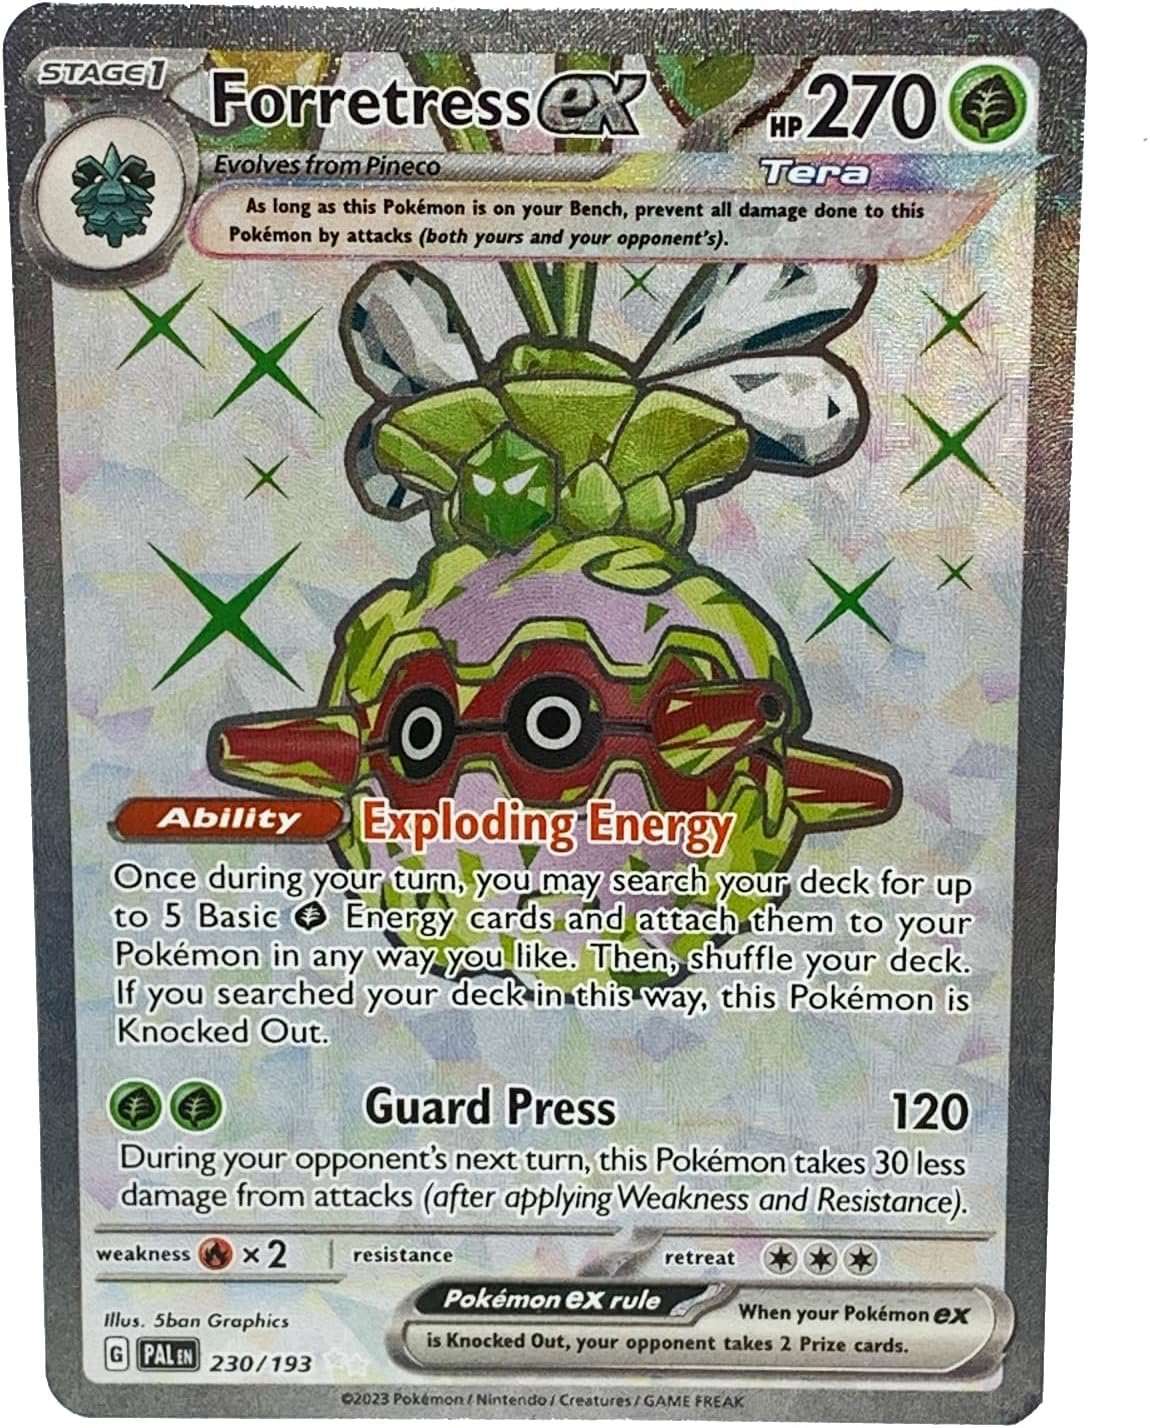 STAGE1
Forretress ex
HP 270
Evolves from Pineco
Tera
As long as this Pokémon is on your Bench, prevent all damage done to this
Pokémon by attacks (both yours and your opponent's).
Ability Exploding Energy
Once during your turn, you may search your deck for up
to 5 Basic Energy cards and attach them to your
Pokémon in any way you like. Then, shuffle your deck.
If you searched your deck in this way, this Pokémon is
Knocked Out.
Guard Press 120
During your opponent's next turn, this Pokémon takes 30 less
damage from attacks (after applying Weakness and Resistance).
weakness ×2 resistance retreat
Pokémon ex rule
When your Pokémon ex
is Knocked Out, your opponent takes 2 Prize cards.
Illus. 5ban Graphics
G PAL EN 230/193
©2023 Pokémon / Nintendo / Creatures / GAME FREAK